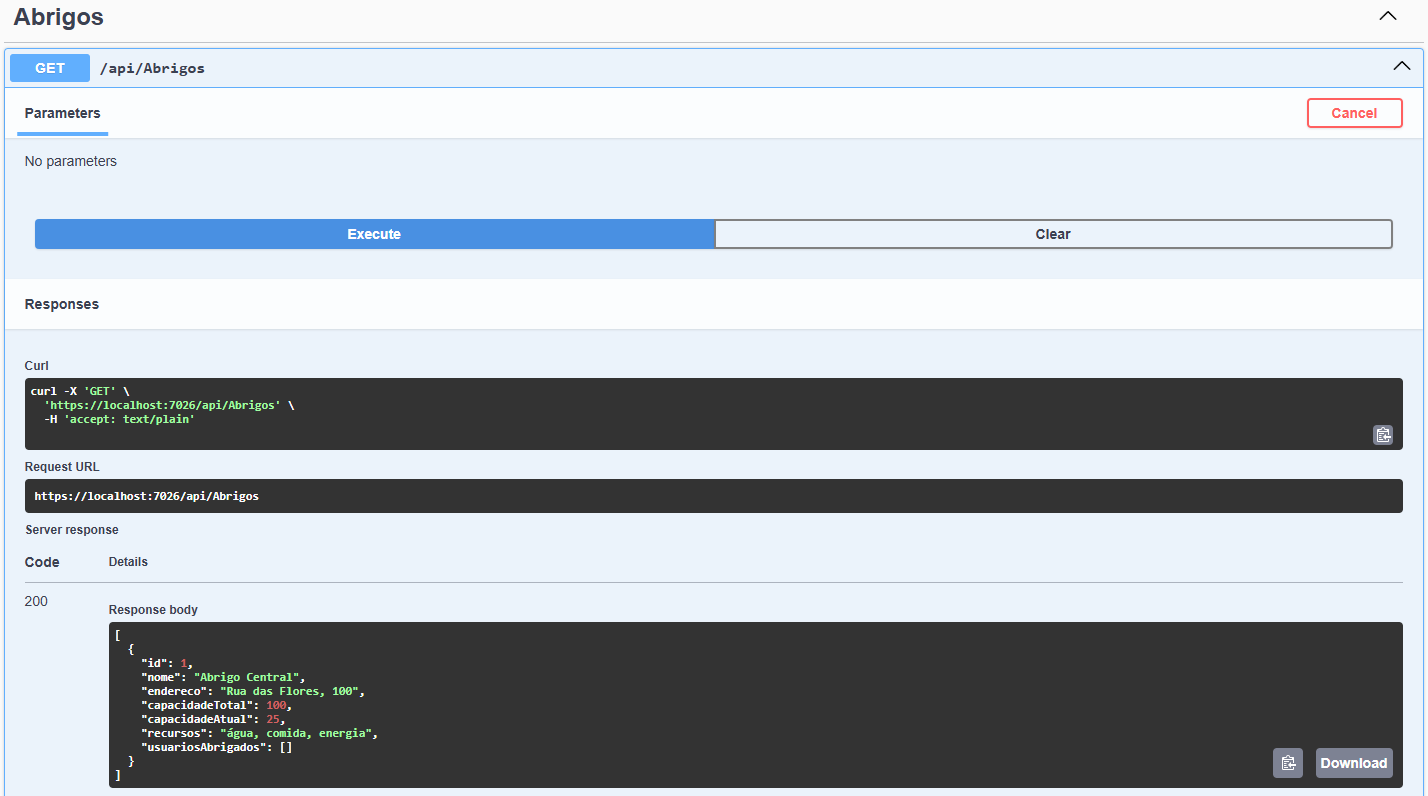 Abrigos
GET /api/Abrigos
Parameters Cancel
No parameters
Execute Clear
Responses
Curl
curl -X 'GET' \
  'https://localhost:7026/api/Abrigos' \
  -H 'accept: text/plain'
Request URL
https://localhost:7026/api/Abrigos
Server response
Code Details
200
Response body
[
  {
    "id": 1,
    "nome": "Abrigo Central",
    "endereco": "Rua das Flores, 100",
    "capacidadeTotal": 100,
    "capacidadeAtual": 25,
    "recursos": "água, comida, energia",
    "usuariosAbrigados": []
  }
]
Download